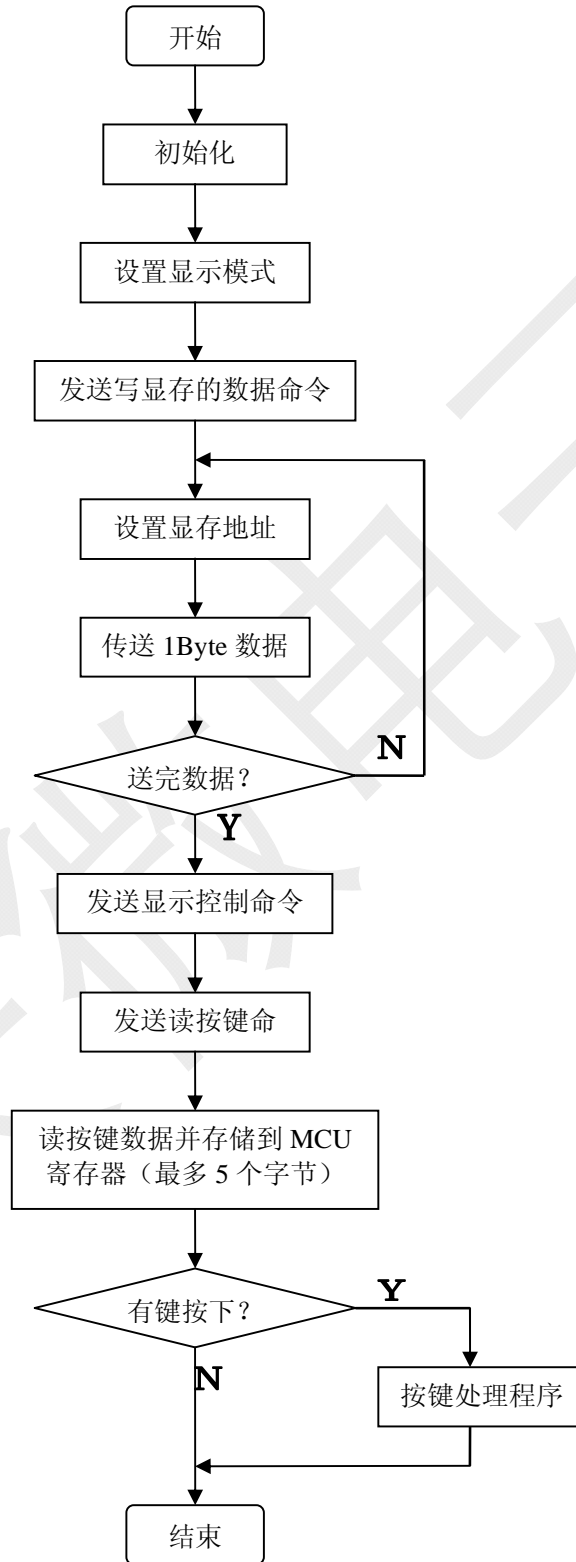 开始
初始化
设置显示模式
发送写显存的数据命令
设置显存地址
传送 1Byte 数据
N
送完数据？
Y
发送显示控制命令
发送读按键命
读按键数据并存储到 MCU
寄存器（最多 5 个字节）
Y
有键按下？
N
按键处理程序
结束